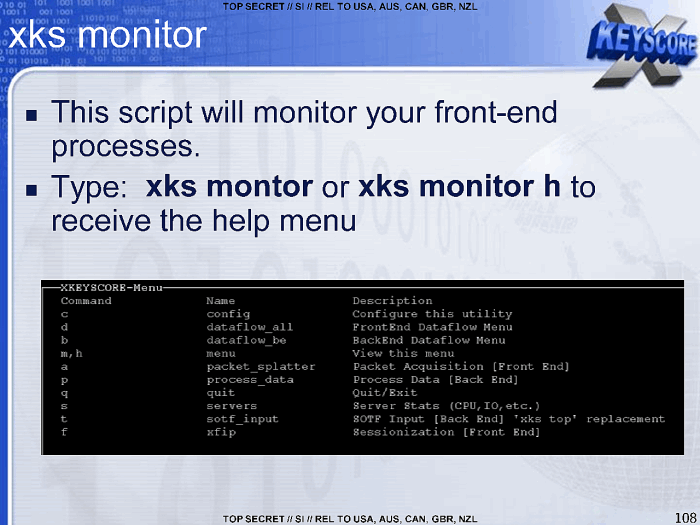 TOP SECRET // SI // REL TO USA, AUS, CAN, GBR, NZL
xks monitor
KEYSCORE
X
This script will monitor your front-end
processes.
Type: xks montor or xks monitor h to
receive the help menu
XKEYSCORE-Menu
Command Name Description
c config Configure this utility
d dataflow_all FrontEnd Dataflow Menu
b dataflow_be BackEnd Dataflow Menu
m,h menu View this menu
a packet_splatter Packet Acquisition [Front End]
p process_data Process Data [Back End]
q quit Quit/Exit
s servers Server Stats (CPU,IO,etc.)
t sotf_input SOTF Input [Back End] 'xks top' replacement
f xfip Sessionization [Front End]
TOP SECRET // SI // REL TO USA, AUS, CAN, GBR, NZL
108